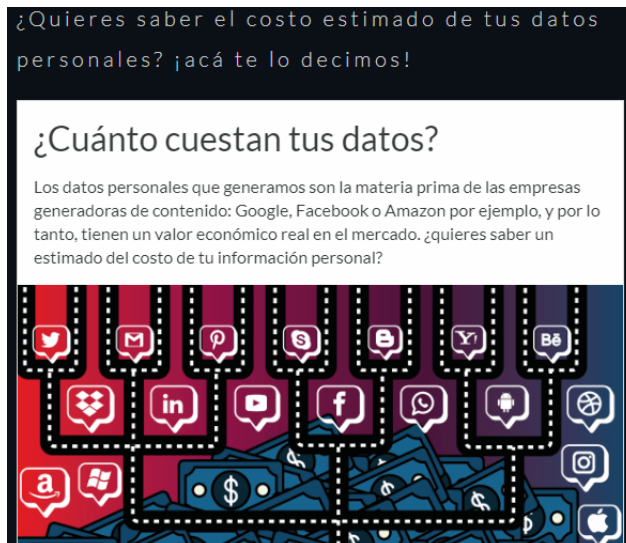 ¿Quieres saber el costo estimado de tus datos
personales? ¡acá te lo decimos!
¿Cuánto cuestan tus datos?
Los datos personales que generamos son la materia prima de las empresas
generadoras de contenido: Google, Facebook o Amazon por ejemplo, y por lo
tanto, tienen un valor económico real en el mercado. ¿quieres saber un
estimado del costo de tu información personal?